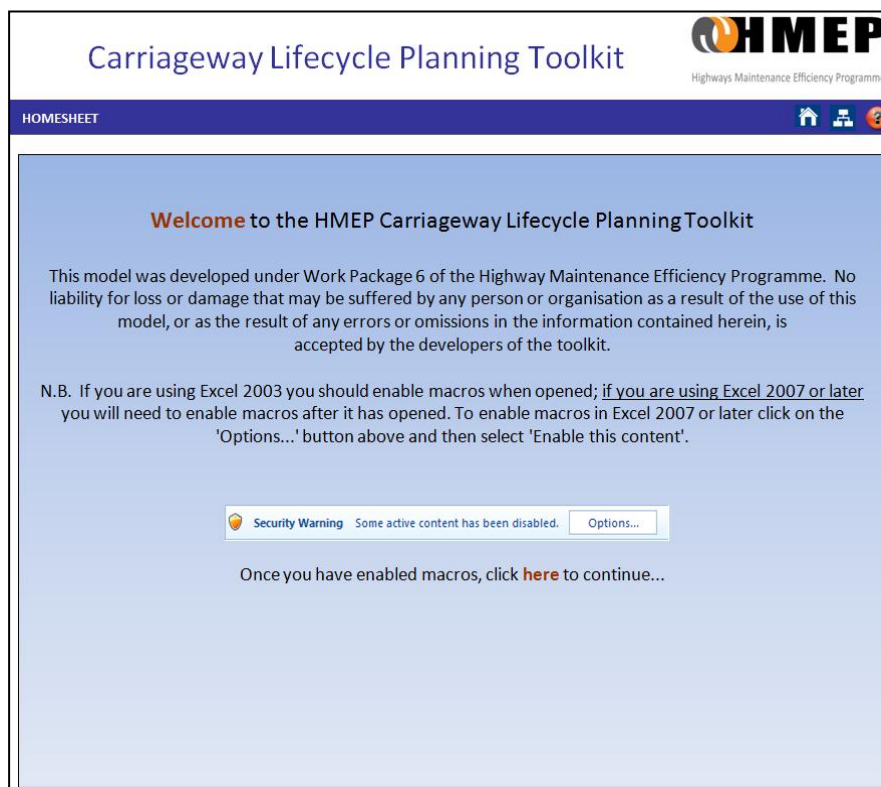 Carriageway Lifecycle Planning Toolkit
HMEP
Highways Maintenance Efficiency Programme
HOMESHEET
?
Welcome to the HMEP Carriageway Lifecycle Planning Toolkit
This model was developed under Work Package 6 of the Highway Maintenance Efficiency Programme. No
liability for loss or damage that may be suffered by any person or organisation as a result of the use of this
model, or as the result of any errors or omissions in the information contained herein, is
accepted by the developers of the toolkit.
N.B. If you are using Excel 2003 you should enable macros when opened; if you are using Excel 2007 or later
you will need to enable macros after it has opened. To enable macros in Excel 2007 or later click on the
'Options...' button above and then select 'Enable this content'.
Security Warning Some active content has been disabled. Options...
Once you have enabled macros, click here to continue...